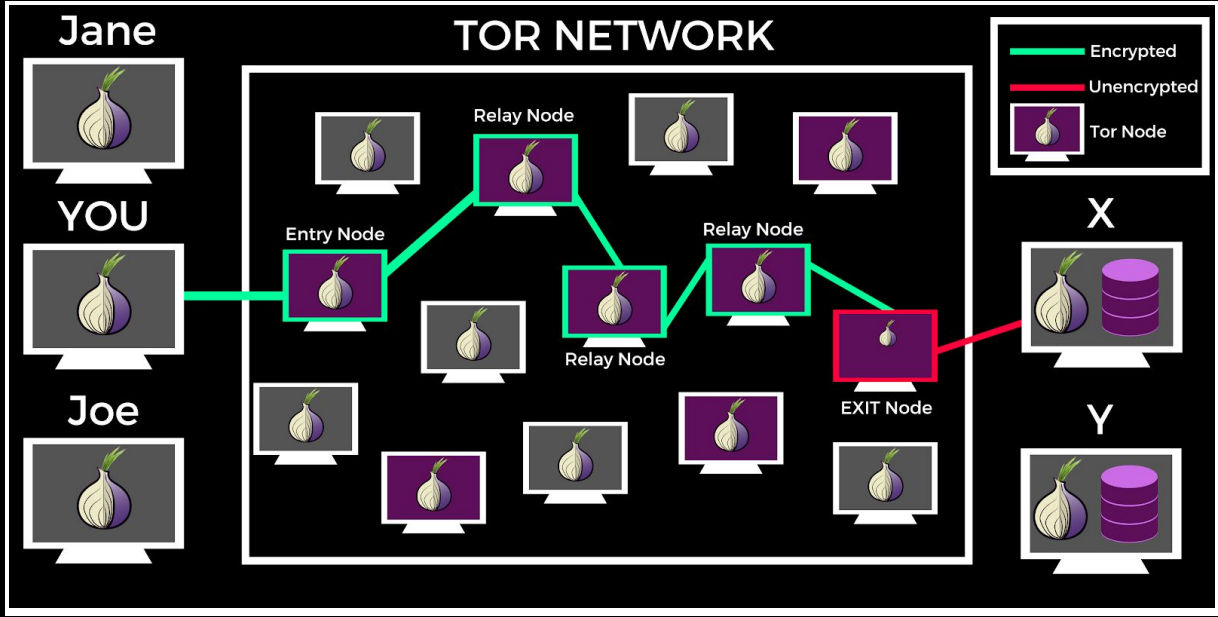 Jane
TOR NETWORK
Encrypted
Unencrypted
Tor Node
Relay Node
YOU
X
Entry Node
Relay Node
Relay Node
EXIT Node
Joe
Y